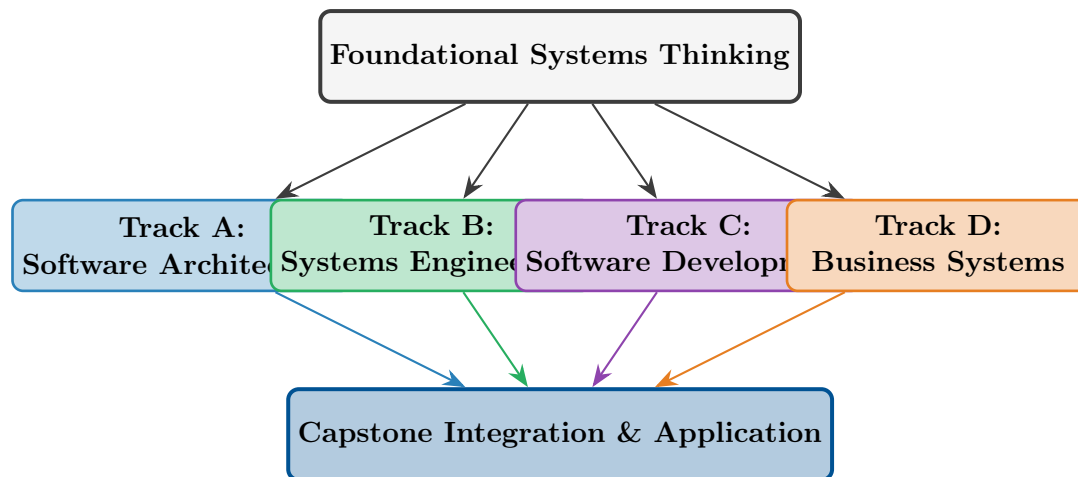 Foundational Systems Thinking
Track A:
Software
Track B:
Systems
Track C:
Software
Track D:
Business Systems
Capstone Integration & Application